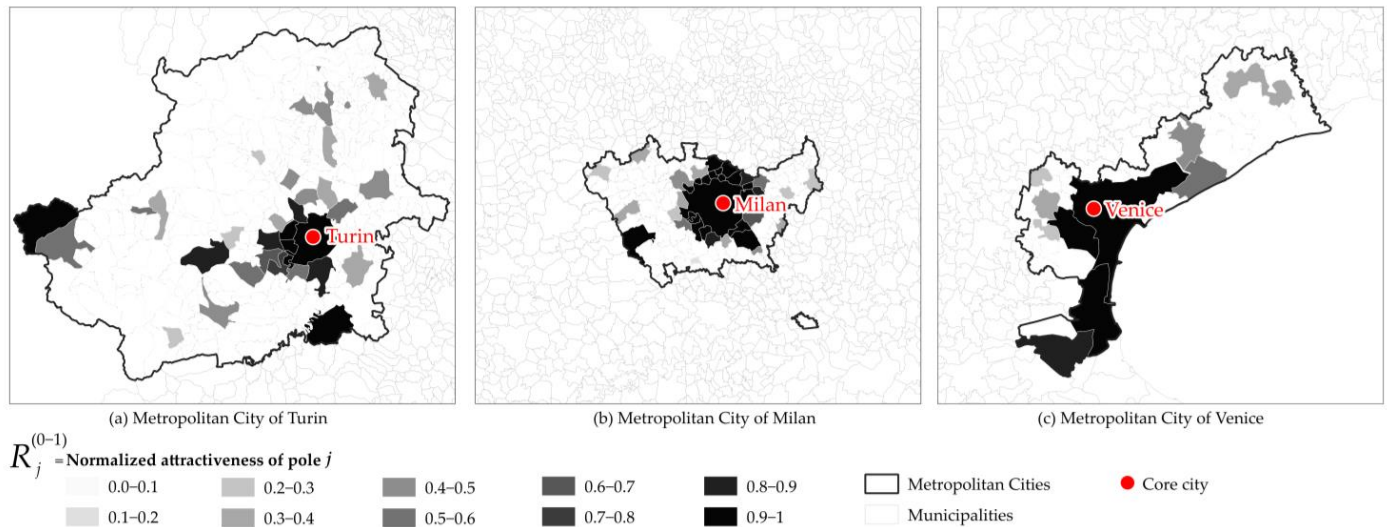 Turin
Milan
Venice
(a) Metropolitan City of Turin
(b) Metropolitan City of Milan
(c) Metropolitan City of Venice
R_j^(0−1) = Normalized attractiveness of pole j
0.0−0.1
0.2−0.3
0.4−0.5
0.6−0.7
0.8−0.9
Metropolitan Cities
Core city
0.1−0.2
0.3−0.4
0.5−0.6
0.7−0.8
0.9−1
Municipalities